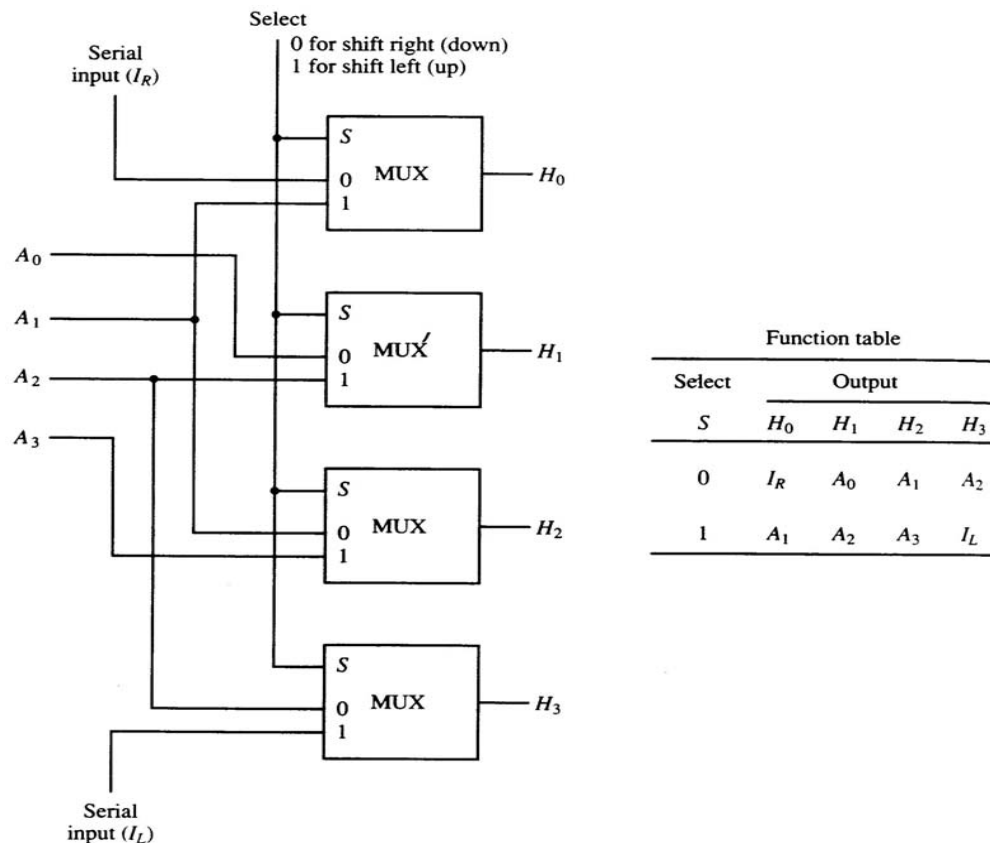 Select
0 for shift right (down)
1 for shift left (up)
Serial
input (I_R)
S
MUX
0
1
H_0
A_0
S
MUX
0
1
H_1
A_1
A_2
A_3
S
MUX
0
1
H_2
S
MUX
0
1
H_3
Serial
input (I_L)
Function table
Select Output
S H_0 H_1 H_2 H_3
0 I_R A_0 A_1 A_2
1 A_1 A_2 A_3 I_L